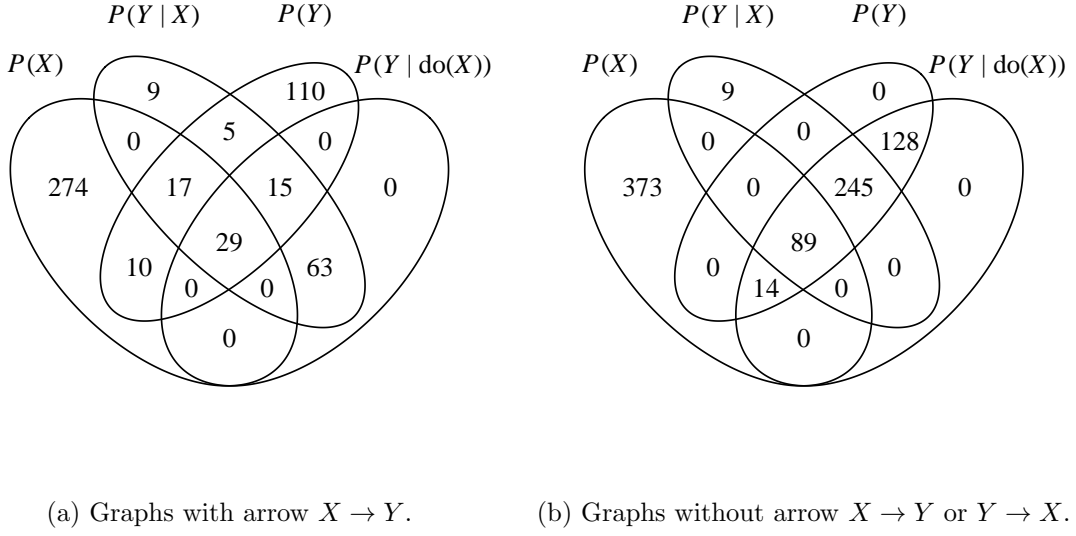 P(Y | X) P(Y) P(Y | X) P(Y)
P(X) P(Y | do(X)) P(X) P(Y | do(X))
9 110 9 0
0 5 0 0 0 128
274 17 15 0 373 0 245 0
29 89
10 63 0 0
0 0 14 0
0 0
(a) Graphs with arrow X → Y. (b) Graphs without arrow X → Y or Y → X.